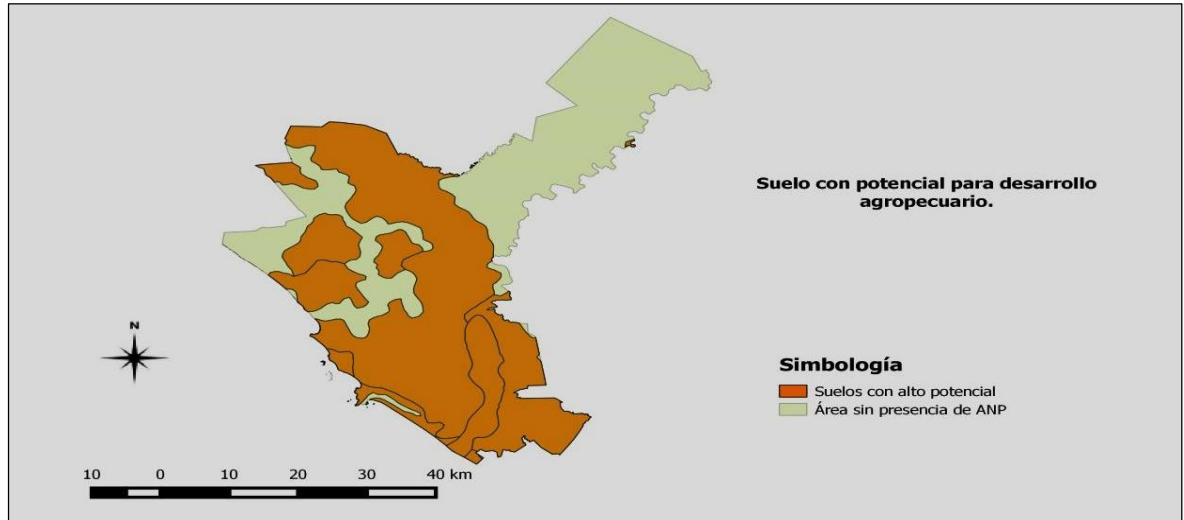 Suelo con potencial para desarrollo
agropecuario.
N
Simbología
Suelos con alto potencial
Área sin presencia de ANP
10 0 10 20 30 40 km